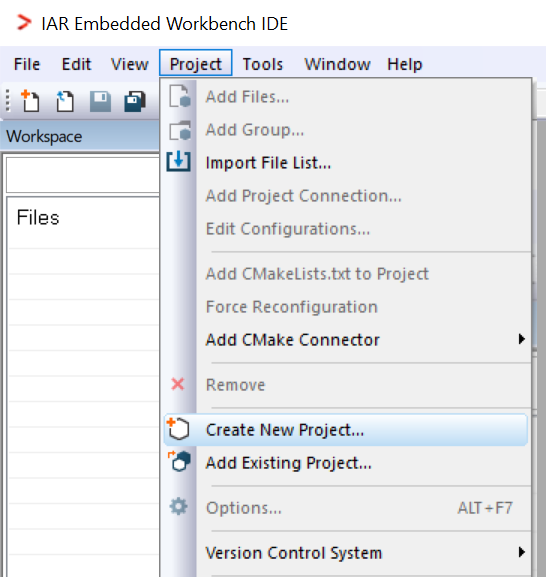 IAR Embedded Workbench IDE
File Edit View Project Tools Window Help
Workspace
Files
Add Files...
Add Group...
Import File List...
Add Project Connection...
Edit Configurations...
Add CMakeLists.txt to Project
Force Reconfiguration
Add CMake Connector
Remove
Create New Project...
Add Existing Project...
Options... ALT+F7
Version Control System